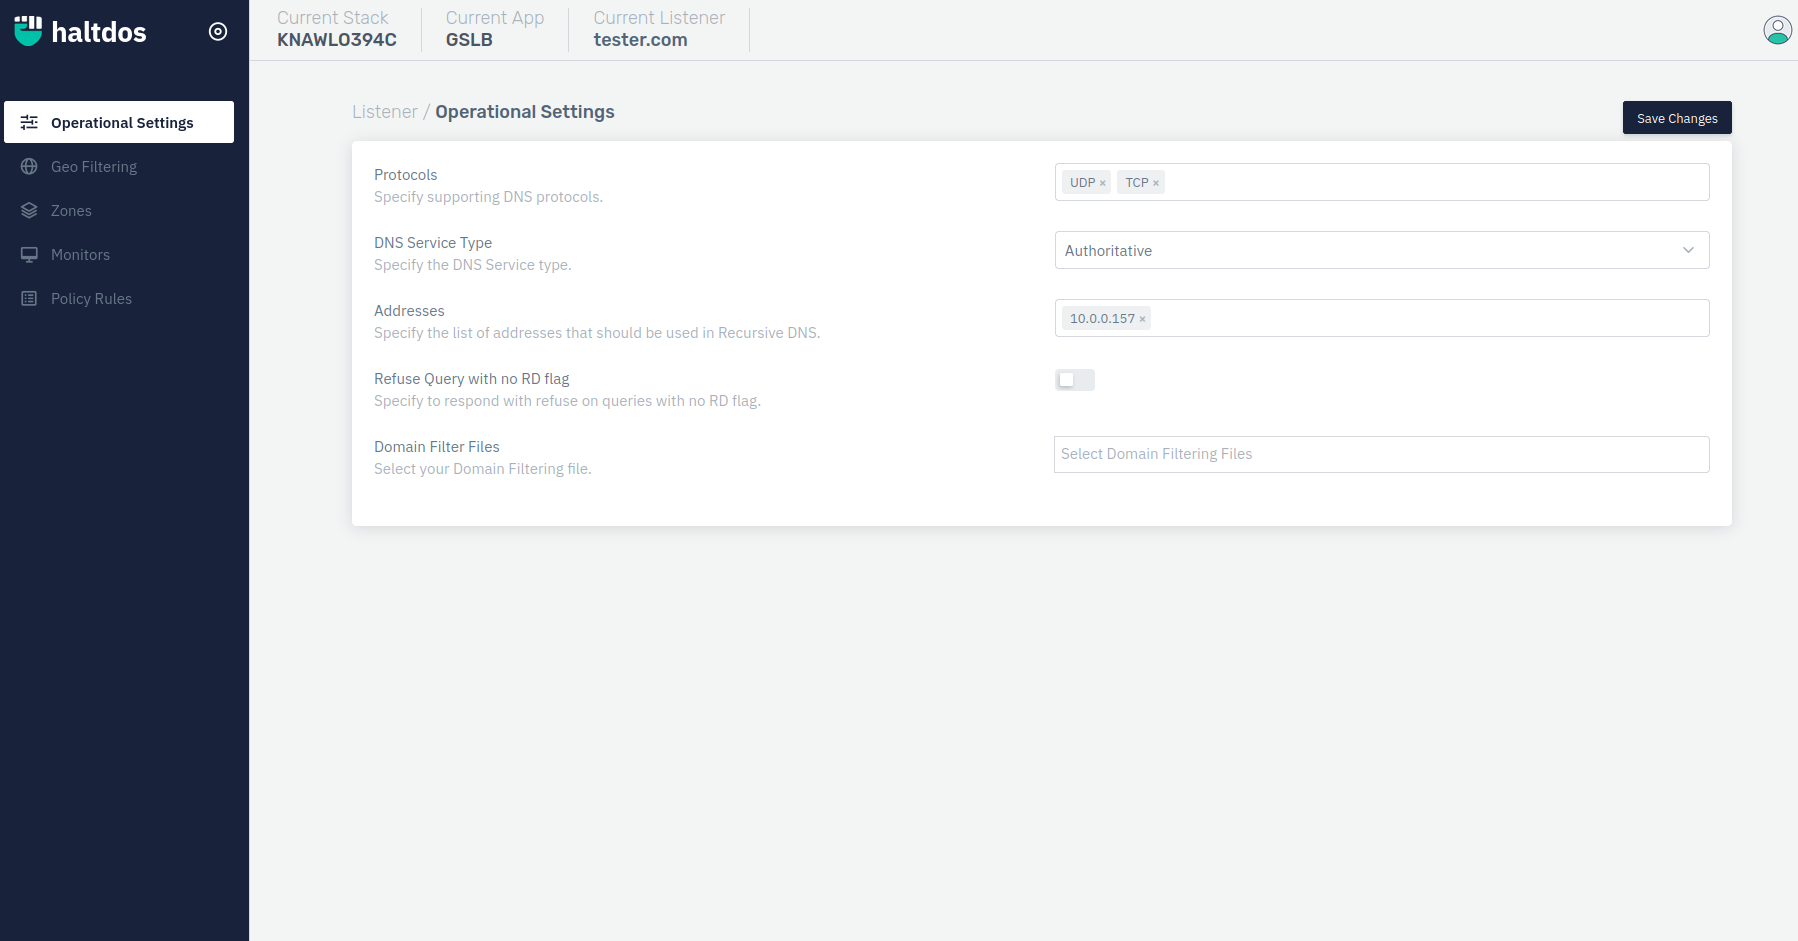 haltdos
Current Stack
KNAWLO394C
Current App
GSLB
Current Listener
tester.com
Operational Settings
Geo Filtering
Zones
Monitors
Policy Rules
Listener / Operational Settings
Save Changes
Protocols
Specify supporting DNS protocols.
UDP × TCP ×
DNS Service Type
Specify the DNS Service type.
Authoritative
Addresses
Specify the list of addresses that should be used in Recursive DNS.
10.0.0.157 ×
Refuse Query with no RD flag
Specify to respond with refuse on queries with no RD flag.
Domain Filter Files
Select your Domain Filtering file.
Select Domain Filtering Files